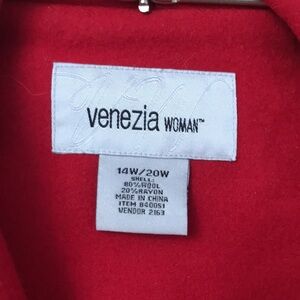 venezia WOMAN™
14W/20W
SHELL:
80%WOOL
20%RAYON
MADE IN CHINA
ITEM 840051
VENDOR 2163